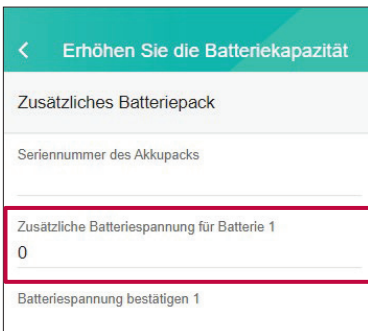 Erhöhen Sie die Batteriekapazität
Zusätzliches Batteriepack
Seriennummer des Akkupacks
Zusätzliche Batteriespannung für Batterie 1
0
Batteriespannung bestätigen 1